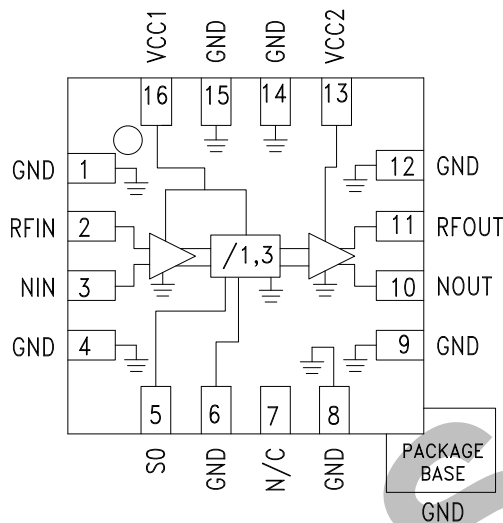 VCC1
GND
GND
VCC2
16
15
14
13
GND 1
12 GND
RFIN 2
11 RFOUT
/1,3
NIN 3
10 NOUT
GND 4
9 GND
5
6
7
8
S0
GND
N/C
GND
PACKAGE
BASE
GND